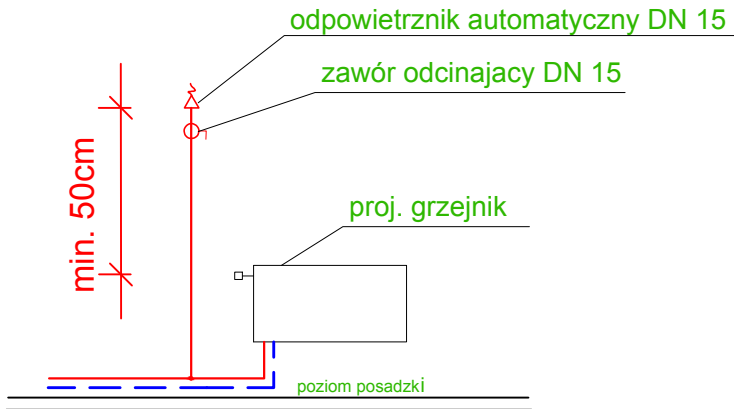 odpowietrznik automatyczny DN 15
zawór odcinajacy DN 15
min. 50cm
proj. grzejnik
poziom posadzki